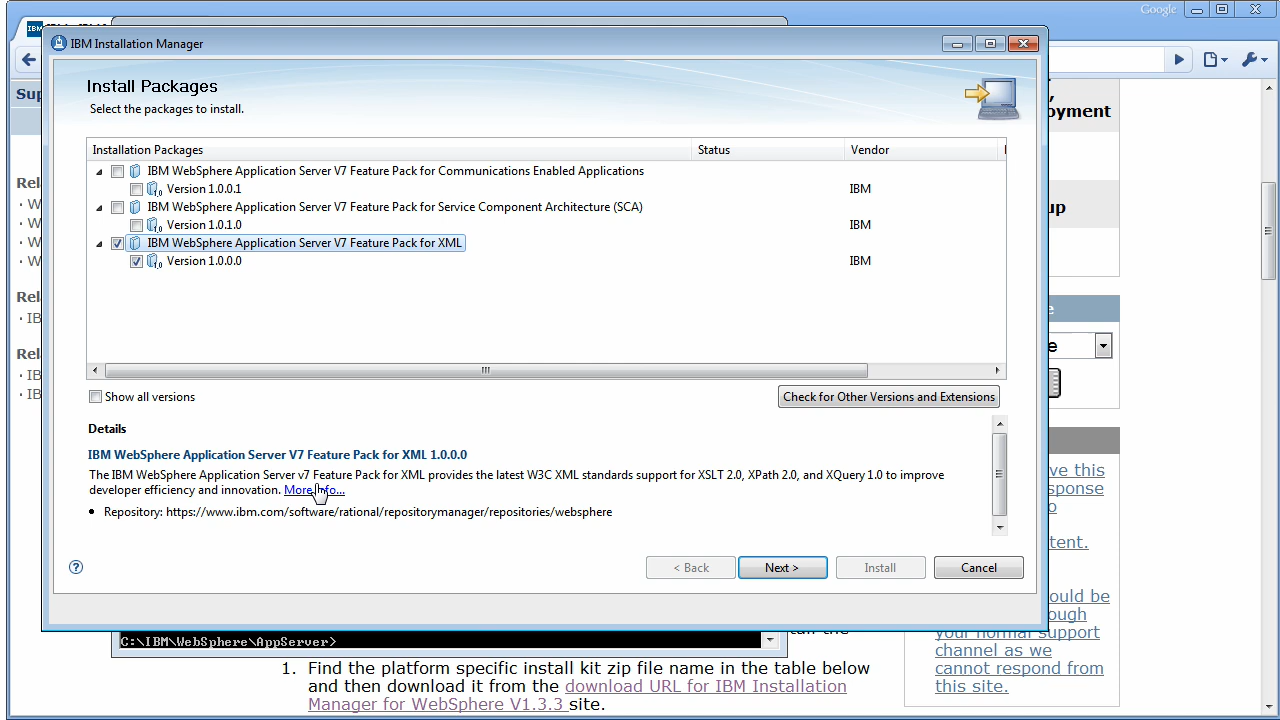 Google
IBM
IBM Installation Manager
Install Packages
Select the packages to install.
Installation Packages Status Vendor
IBM WebSphere Application Server V7 Feature Pack for Communications Enabled Applications
Version 1.0.0.1 IBM
IBM WebSphere Application Server V7 Feature Pack for Service Component Architecture (SCA)
Version 1.0.1.0 IBM
IBM WebSphere Application Server V7 Feature Pack for XML
Version 1.0.0.0 IBM
Show all versions Check for Other Versions and Extensions
Details
IBM WebSphere Application Server V7 Feature Pack for XML 1.0.0.0
The IBM WebSphere Application Server v7 Feature Pack for XML provides the latest W3C XML standards support for XSLT 2.0, XPath 2.0, and XQuery 1.0 to improve
developer efficiency and innovation. More info...
Repository: https://www.ibm.com/software/rational/repositorymanager/repositories/websphere
< Back Next > Install Cancel
C:\IBM\WebSphere\AppServer>
the
1. Find the platform specific install kit zip file name in the table below
and then download it from the download URL for IBM Installation
Manager for WebSphere V1.3.3 site.
Sup
Rel
W
W
W
W
Rel
IB
Rel
IB
IB
oyment
up
e
e
ve this
sponse
o
tent.
ould be
ough
your normal support
channel as we
cannot respond from
this site.